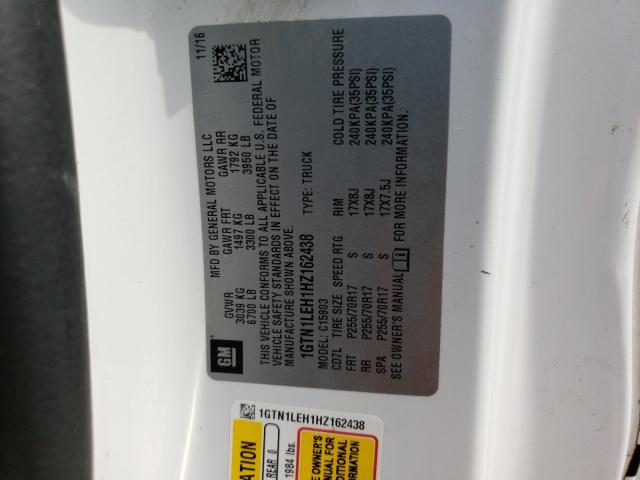 GM
MFD BY GENERAL MOTORS LLC 11/16
GVWR GAWR FRT GAWR RR
3039 KG 1497 KG 1792 KG
6700 LB 3300 LB 3950 LB
THIS VEHICLE CONFORMS TO ALL APPLICABLE U.S. FEDERAL MOTOR
VEHICLE SAFETY STANDARDS IN EFFECT ON THE DATE OF
MANUFACTURE SHOWN ABOVE.
1GTN1LEH1HZ162438 TYPE: TRUCK
MODEL: C15903
CD7L TIRE SIZE SPEED RTG RIM COLD TIRE PRESSURE
FRT P255/70R17 S 17X8J 240KPA(35PSI)
RR P255/70R17 S 17X8J 240KPA(35PSI)
SPA P255/70R17 S 17X7.5J 240KPA(35PSI)
SEE OWNER'S MANUAL FOR MORE INFORMATION.
1GTN1LEH1HZ162438
REAR 0
1984 lbs.
OWNER'S
MANUAL FOR